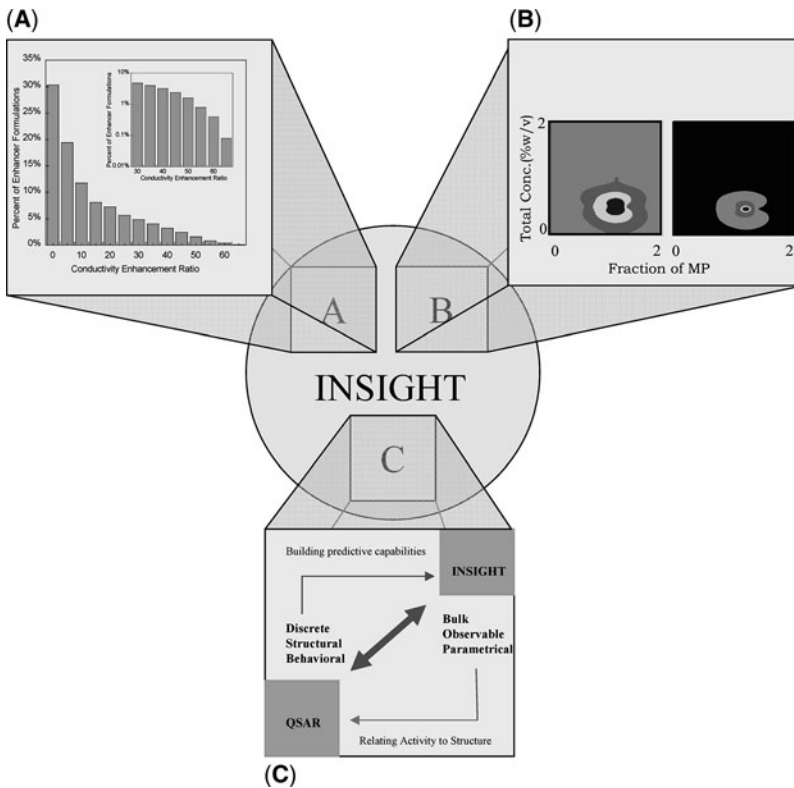 (A)
35%
30%
25%
20%
15%
10%
5%
0%
Percent of Enhancer Formulations
0 10 20 30 40 50 60
Conductivity Enhancement Ratio
10%
1%
0.1%
0.01%
Percent of Enhancer Formulations
30 40 50 60
Conductivity Enhancement Ratio
(B)
2
Total Conc.(%w/v)
0
0 2 0 2
Fraction of MP
A
B
INSIGHT
C
Building predictive capabilities
INSIGHT
Discrete
Structural
Behavioral
Bulk
Observable
Parametrical
QSAR
Relating Activity to Structure
(C)